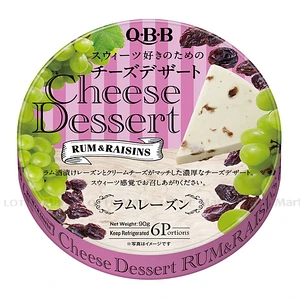 Q·B·B
スウィーツ好きのための
チーズデザート
Cheese
Dessert
RUM&RAISINS
ラム酒漬けレーズンとクリームチーズがマッチした濃厚なチーズデザート。
スウィーツ感覚でお召しあがりください。
ラムレーズン
Net Weight: 90g
Keep Refrigerated
6Portions
※写真はイメージです
Cheese Dessert RUM&RAISINS